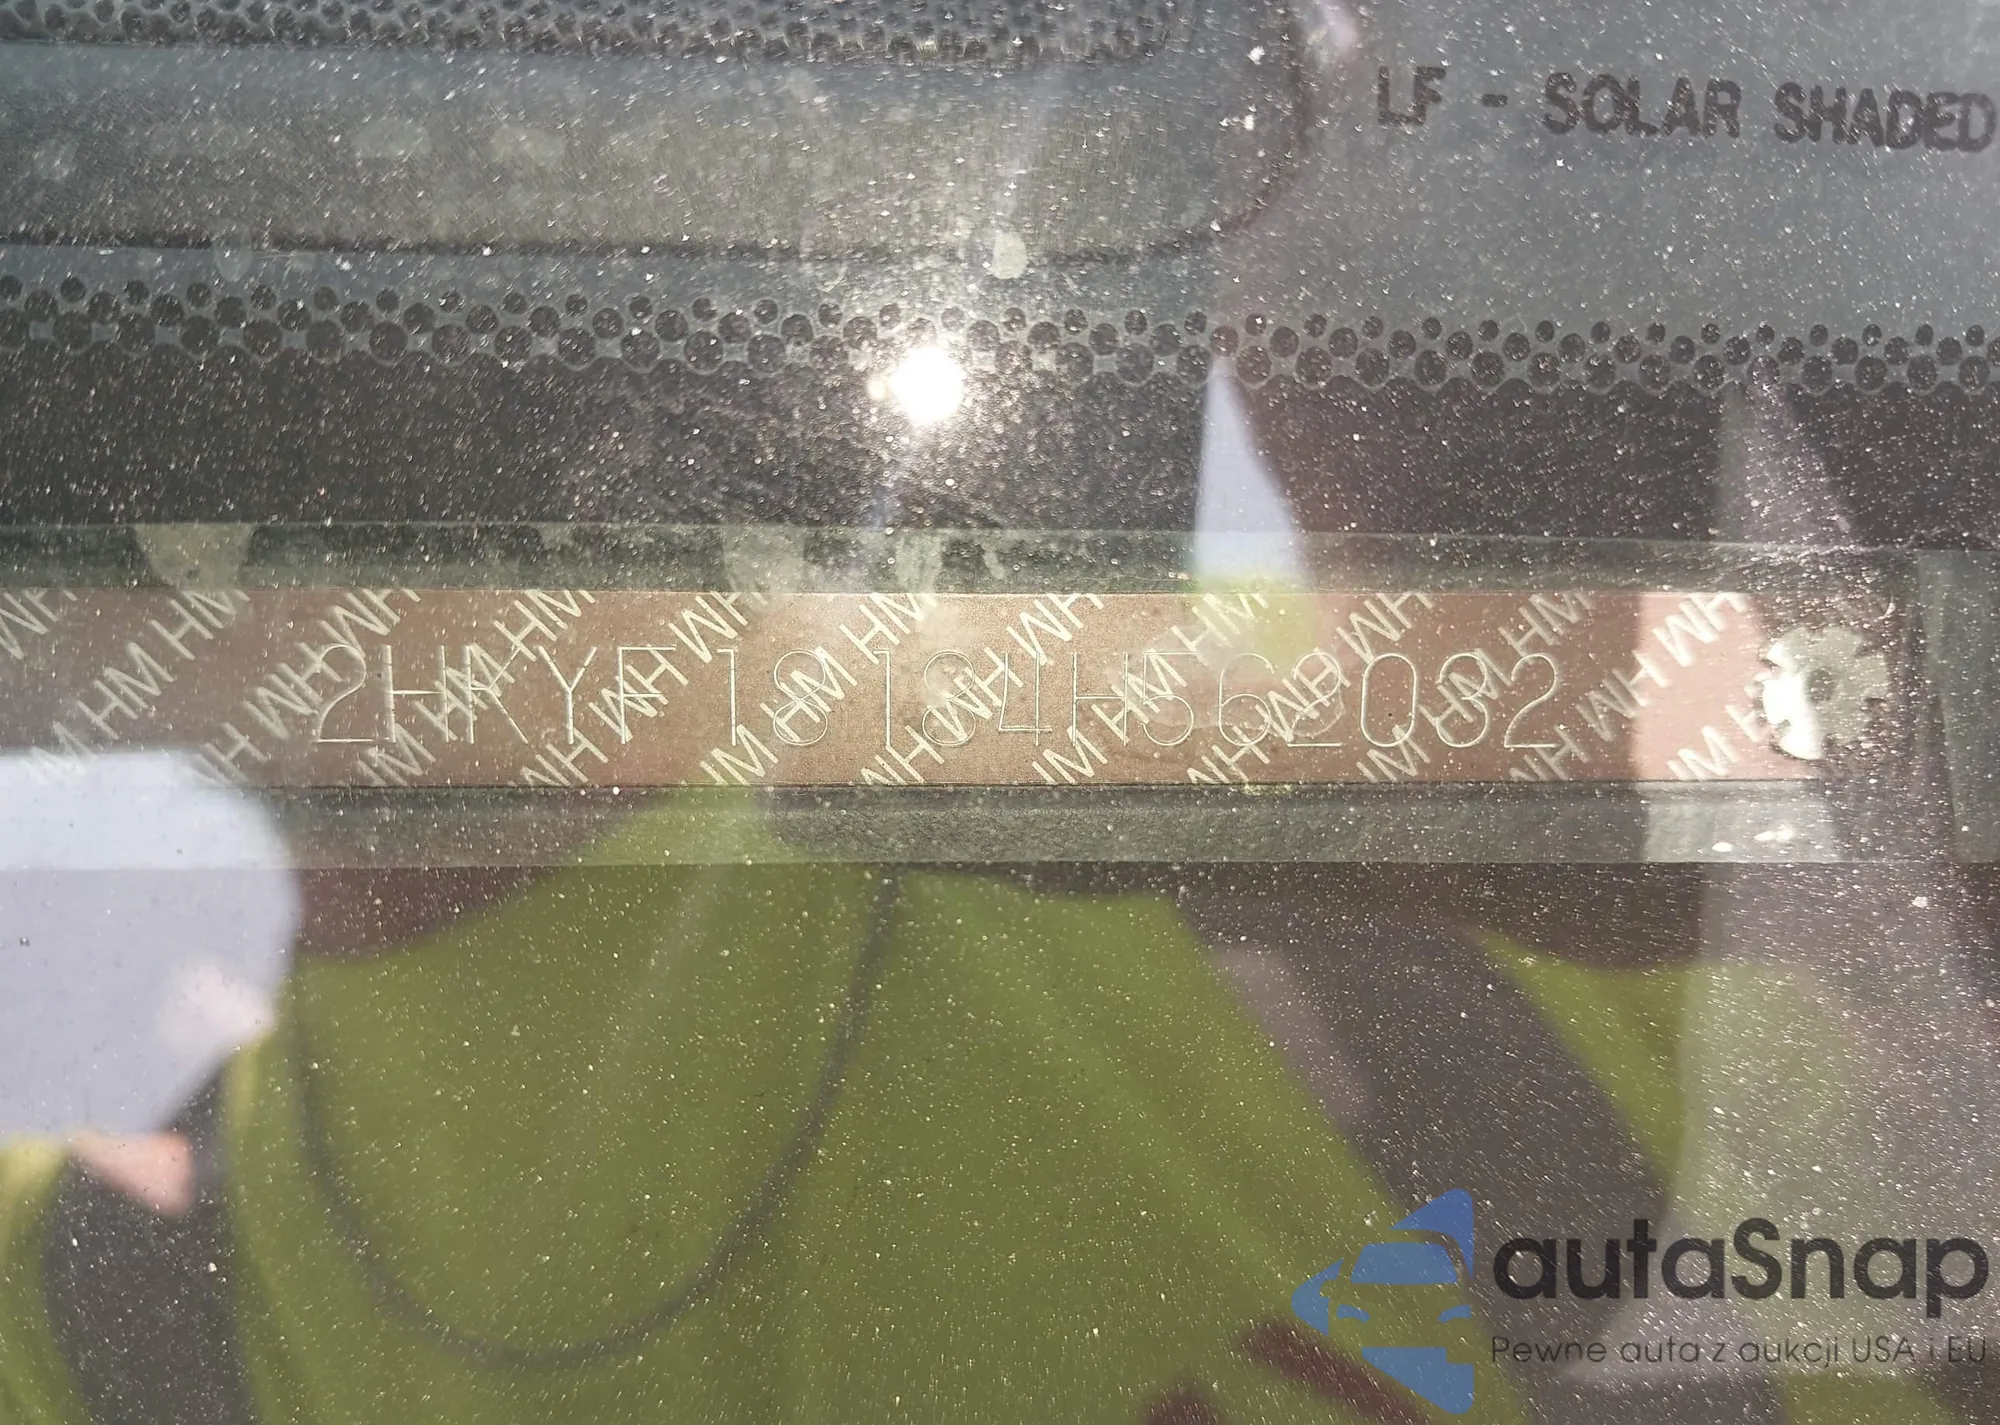 LF - SOLAR SHADED
2HKYF18184H562032
autaSnap
Pewne auta z aukcji USA i EU